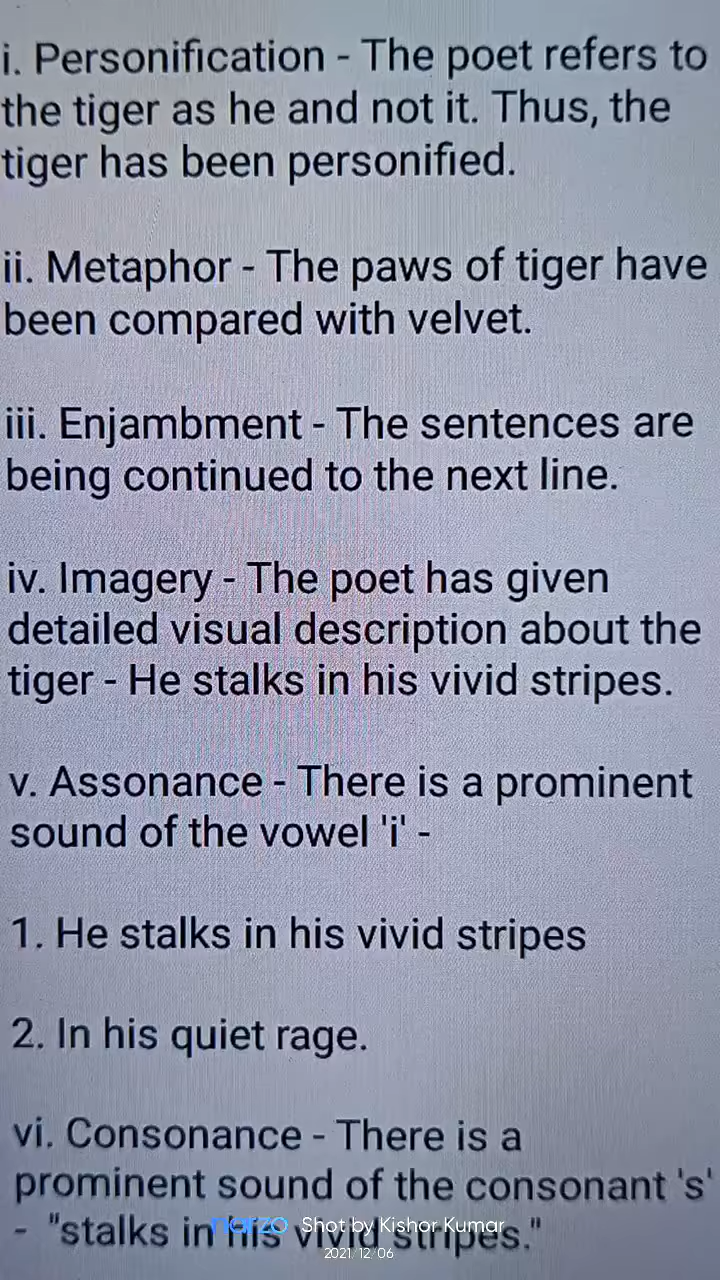 i. Personification - The poet refers to
the tiger as he and not it. Thus, the
tiger has been personified.
ii. Metaphor - The paws of tiger have
been compared with velvet.
iii. Enjambment - The sentences are
being continued to the next line.
iv. Imagery - The poet has given
detailed visual description about the
tiger - He stalks in his vivid stripes.
v. Assonance - There is a prominent
sound of the vowel 'i' -
1. He stalks in his vivid stripes
2. In his quiet rage.
vi. Consonance - There is a
prominent sound of the consonant 's'
- "stalks in his vivid stripes."
narzo Shot by Kishor Kumar
2021/12/06